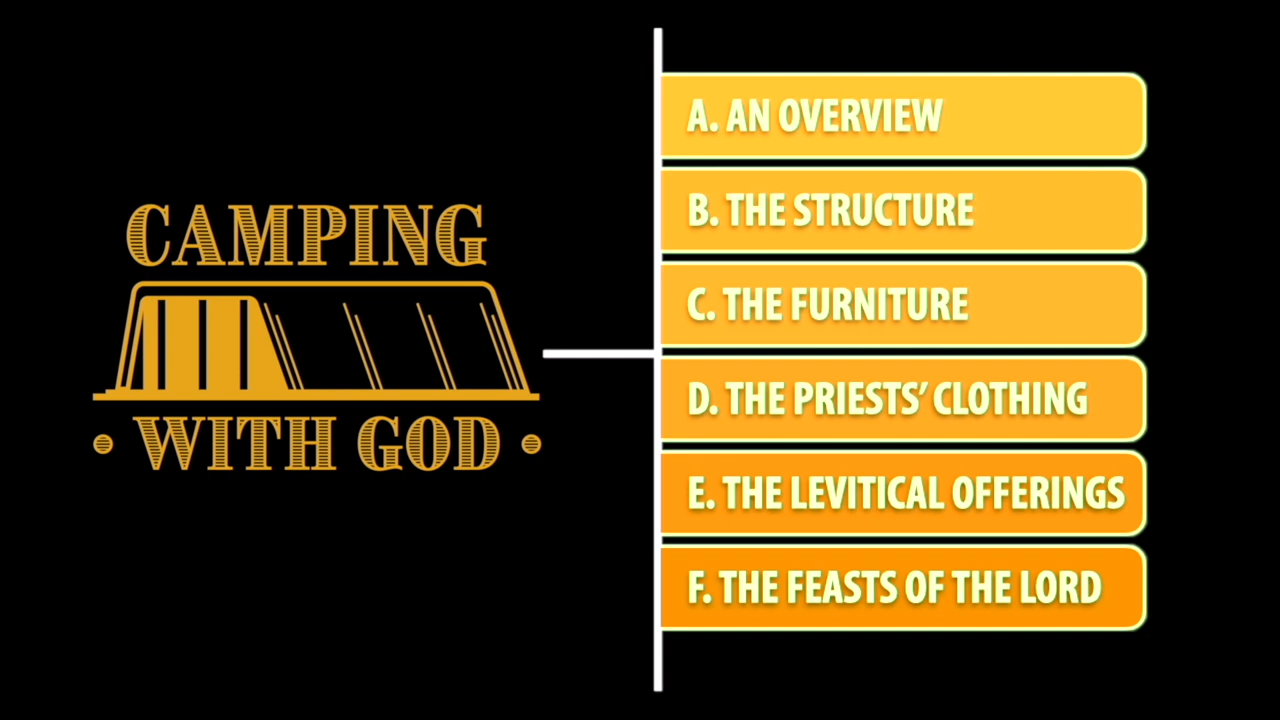 CAMPING
• WITH GOD •
A. AN OVERVIEW
B. THE STRUCTURE
C. THE FURNITURE
D. THE PRIESTS’ CLOTHING
E. THE LEVITICAL OFFERINGS
F. THE FEASTS OF THE LORD